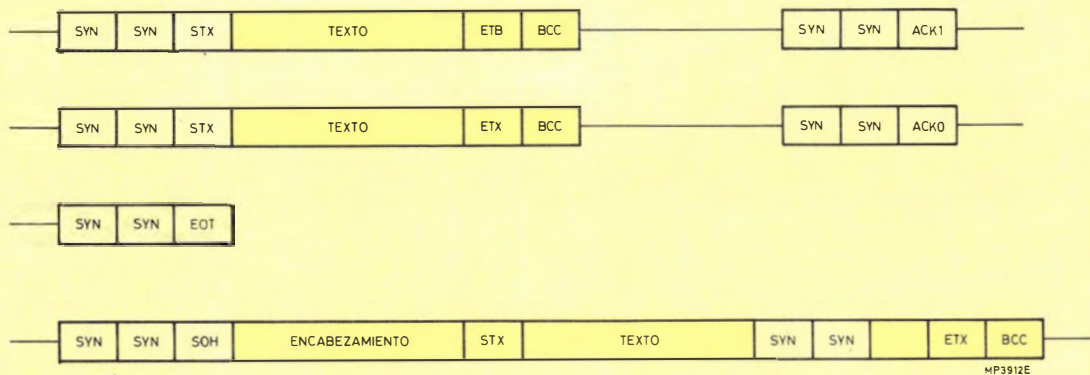 SYN SYN STX TEXTO ETB BCC SYN SYN ACK1
SYN SYN STX TEXTO ETX BCC SYN SYN ACK0
SYN SYN EOT
SYN SYN SOH ENCABEZAMIENTO STX TEXTO SYN SYN ETX BCC
MP3912E